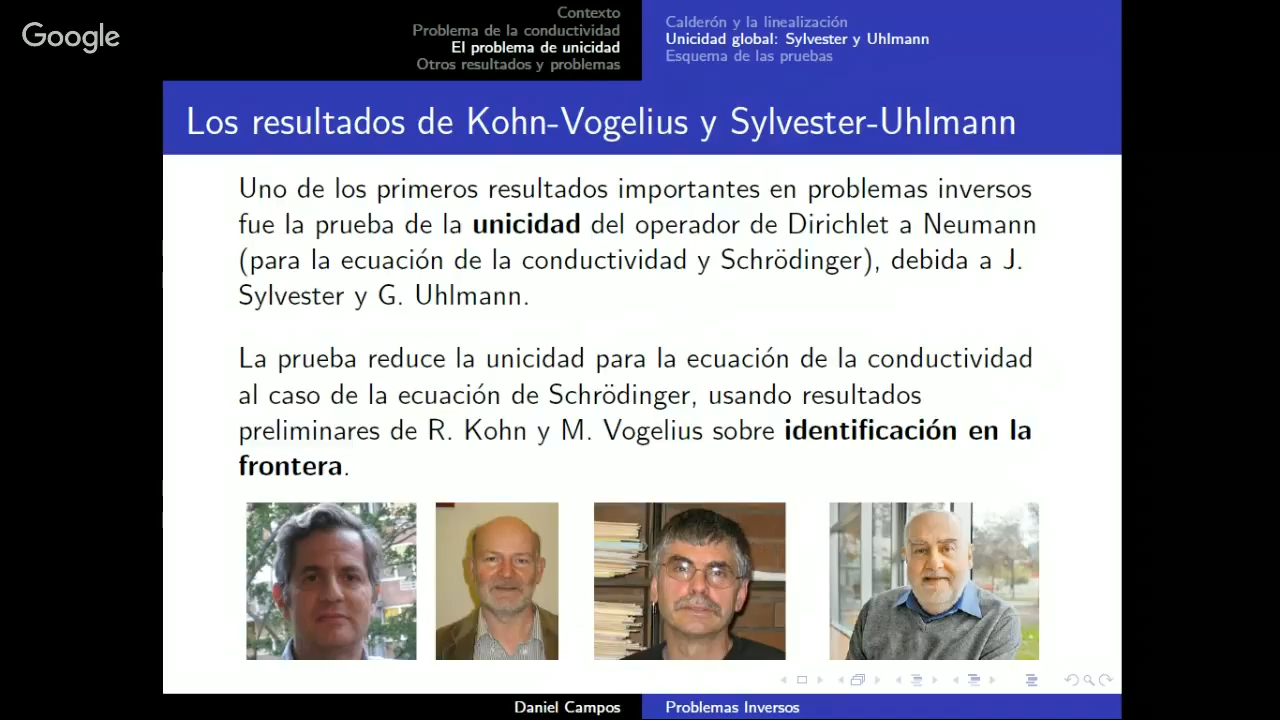 Google
Contexto
Problema de la conductividad
El problema de unicidad
Otros resultados y problemas
Calderón y la linealización
Unicidad global: Sylvester y Uhlmann
Esquema de las pruebas
Los resultados de Kohn-Vogelius y Sylvester-Uhlmann
Uno de los primeros resultados importantes en problemas inversos
fue la prueba de la unicidad del operador de Dirichlet a Neumann
(para la ecuación de la conductividad y Schrödinger), debida a J.
Sylvester y G. Uhlmann.
La prueba reduce la unicidad para la ecuación de la conductividad
al caso de la ecuación de Schrödinger, usando resultados
preliminares de R. Kohn y M. Vogelius sobre identificación en la
frontera.
Daniel Campos
Problemas Inversos